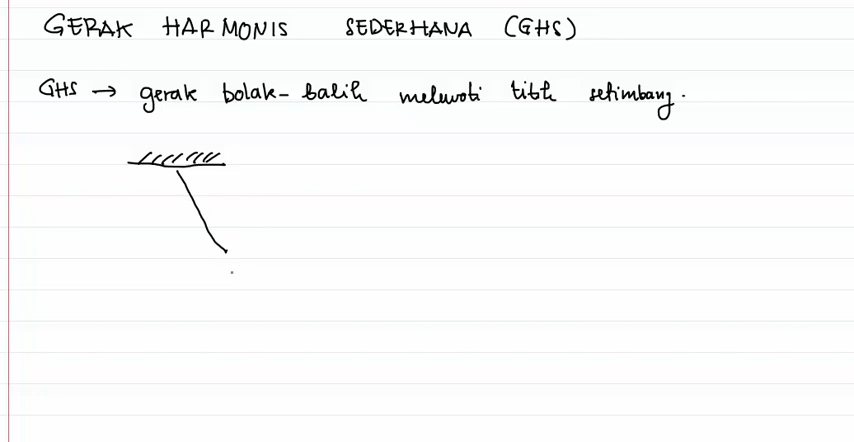 GERAK HARMONIS SEDERHANA (GHS)
GHS → gerak bolak-balik melewati titik setimbang.